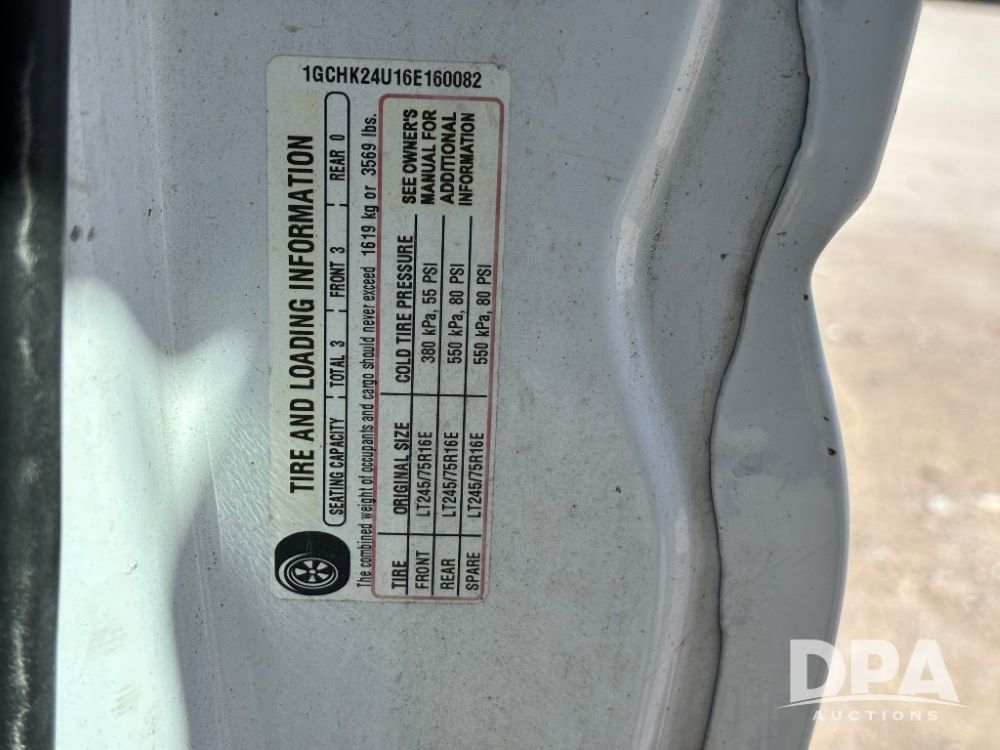 1GCHK24U16E160082
TIRE AND LOADING INFORMATION
SEATING CAPACITY TOTAL 3 FRONT 3 REAR 0
The combined weight of occupants and cargo should never exceed 1619 kg or 3569 lbs.
TIRE ORIGINAL SIZE COLD TIRE PRESSURE
FRONT LT245/75R16E 380 kPa, 55 PSI
REAR LT245/75R16E 550 kPa, 80 PSI
SPARE LT245/75R16E 550 kPa, 80 PSI
SEE OWNER'S
MANUAL FOR
ADDITIONAL
INFORMATION
DPA
AUCTIONS